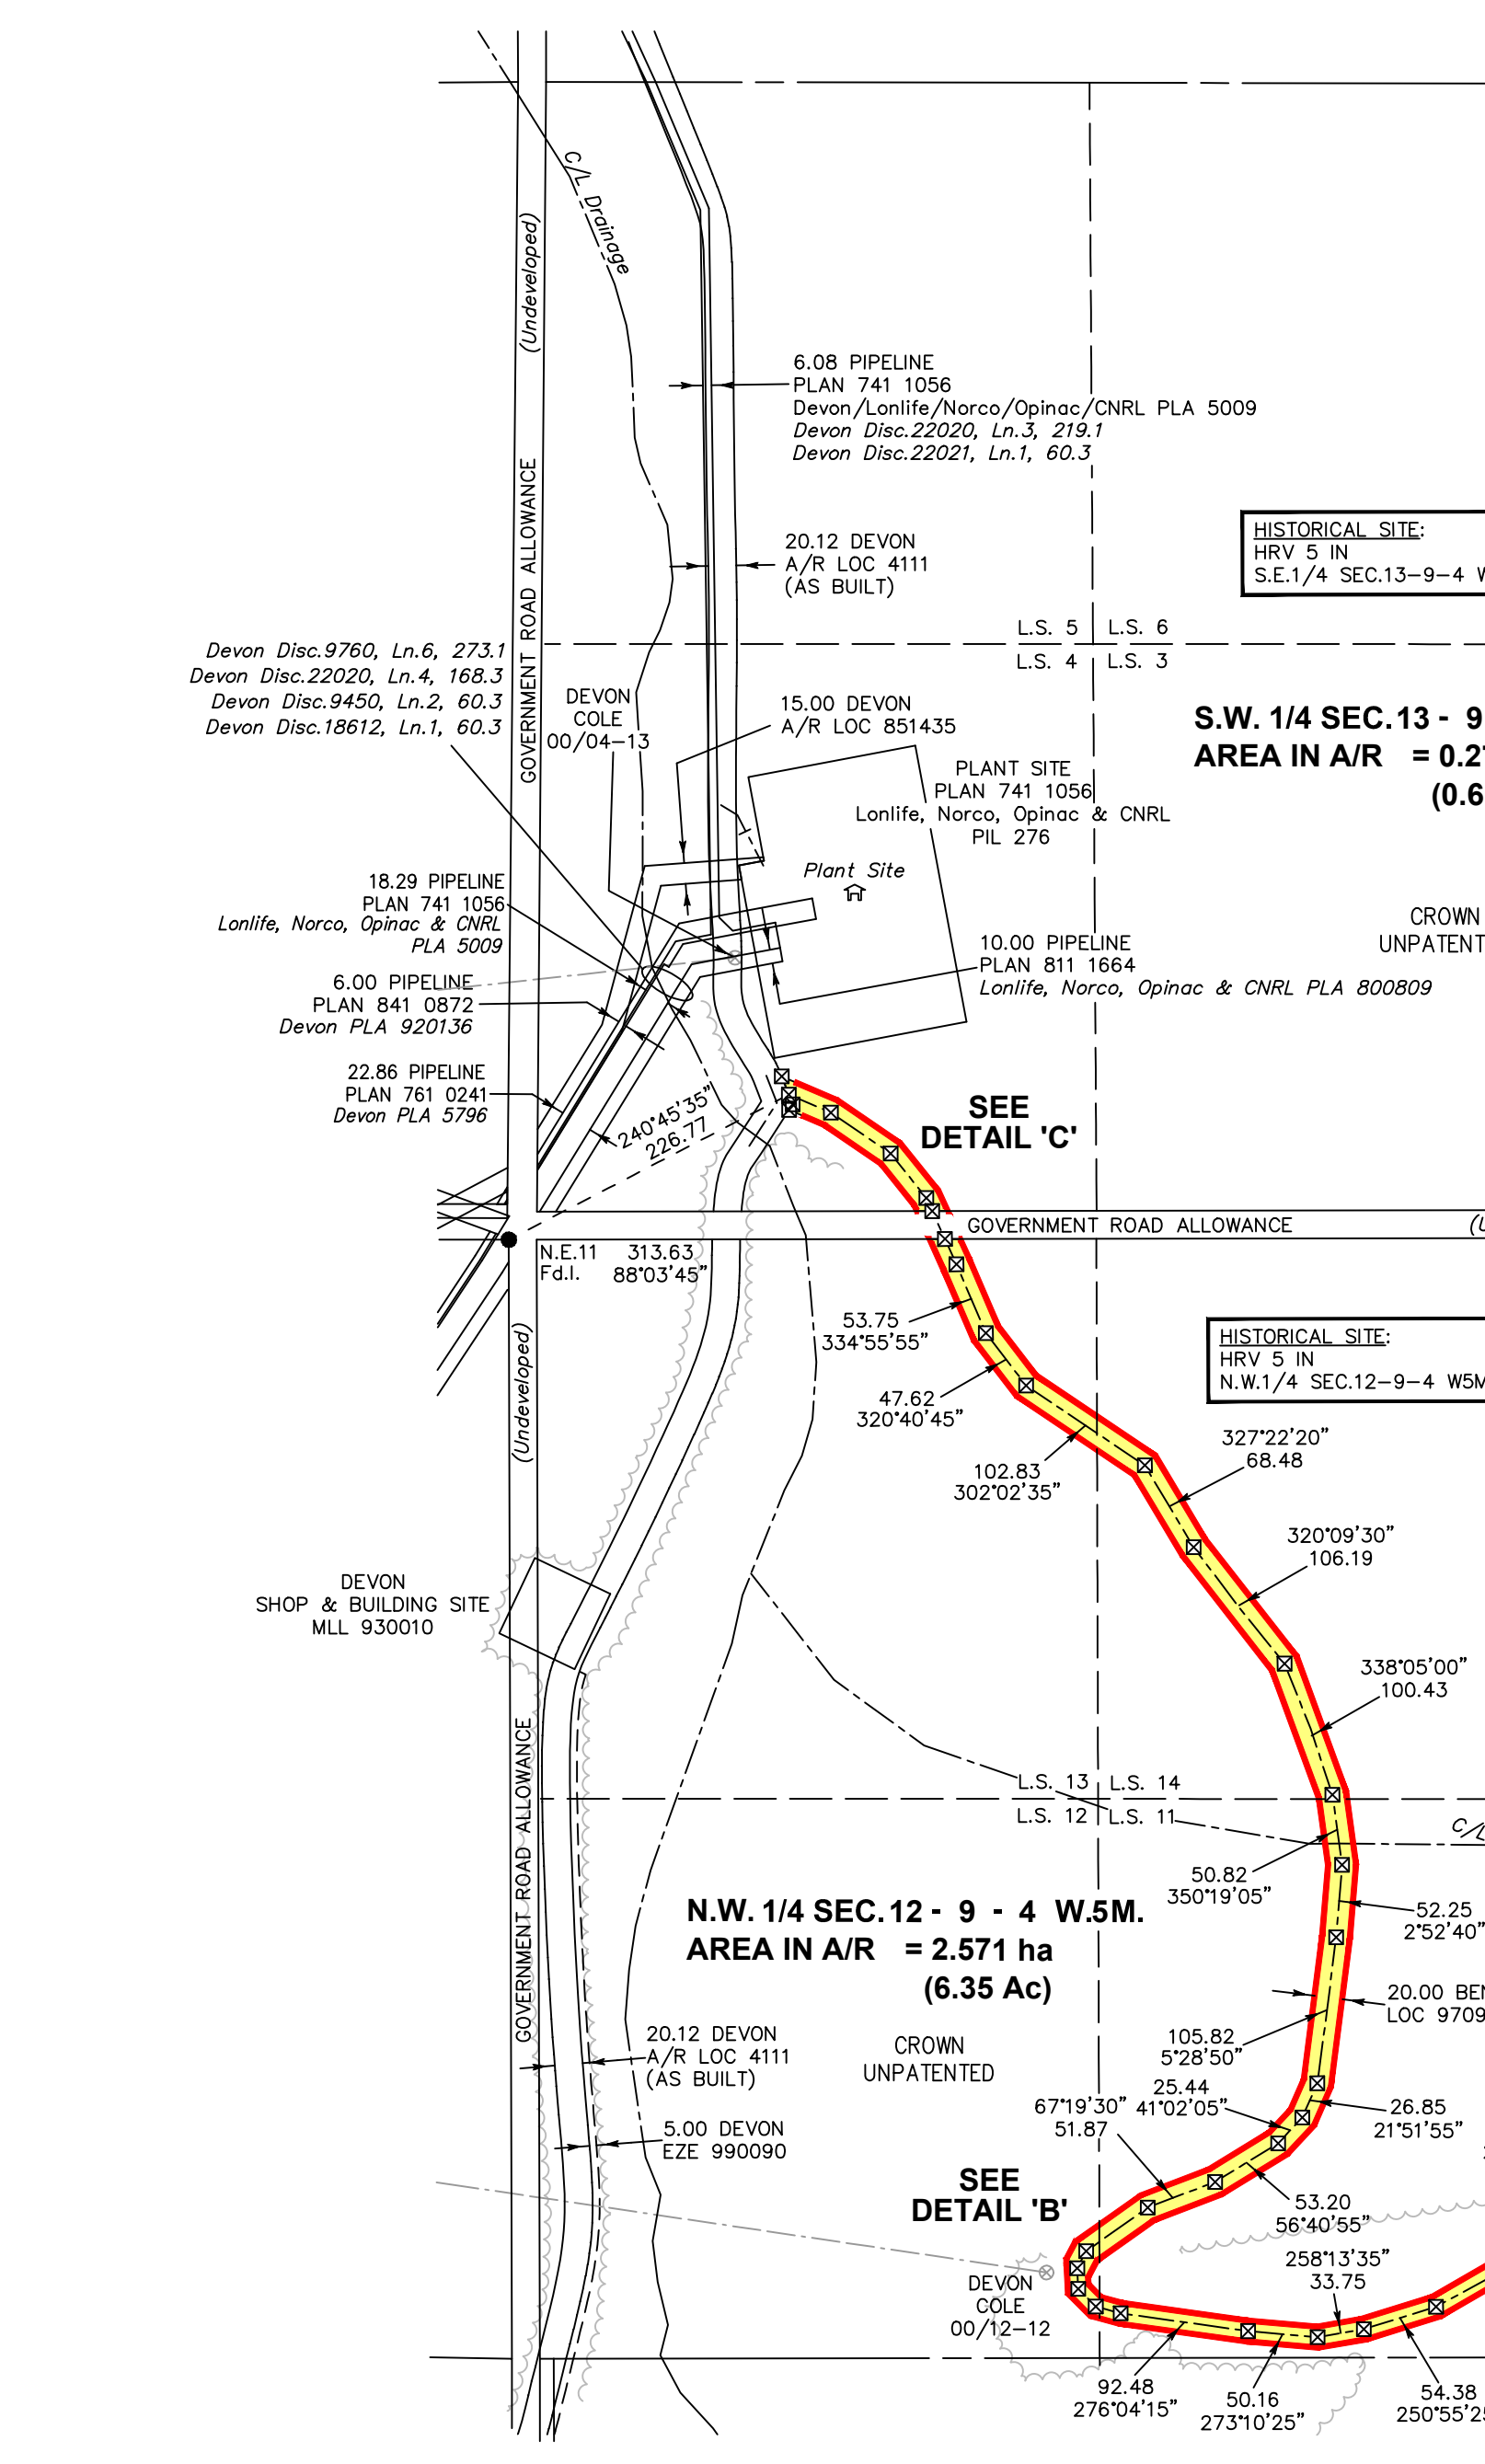 C/L Drainage
(Undeveloped)
6.08 PIPELINE
PLAN 741 1056
Devon/Lonlife/Norco/Opinac/CNRL PLA 5009
Devon Disc.22020, Ln.3, 219.1
Devon Disc.22021, Ln.1, 60.3
GOVERNMENT ROAD ALLOWANCE
20.12 DEVON
A/R LOC 4111
(AS BUILT)
HISTORICAL SITE:
HRV 5 IN
S.E.1/4 SEC.13-9-4
L.S. 5
L.S. 6
L.S. 4
L.S. 3
Devon Disc.9760, Ln.6, 273.1
Devon Disc.22020, Ln.4, 168.3
Devon Disc.9450, Ln.2, 60.3
Devon Disc.18612, Ln.1, 60.3
DEVON
COLE
00/04-13
15.00 DEVON
A/R LOC 851435
S.W. 1/4 SEC.13 - 9
AREA IN A/R = 0.2
(0.6
PLANT SITE
PLAN 741 1056
Lonlife, Norco, Opinac & CNRL
PIL 276
Plant Site
18.29 PIPELINE
PLAN 741 1056
Lonlife, Norco, Opinac & CNRL
PLA 5009
CROWN
UNPATENT
10.00 PIPELINE
PLAN 811 1664
Lonlife, Norco, Opinac & CNRL PLA 800809
6.00 PIPELINE
PLAN 841 0872
Devon PLA 920136
22.86 PIPELINE
PLAN 761 0241
Devon PLA 5796
240°45'35"
226.77
SEE
DETAIL 'C'
GOVERNMENT ROAD ALLOWANCE
N.E.11 313.63
Fd.I. 88°03'45"
53.75
334°55'55"
HISTORICAL SITE:
HRV 5 IN
N.W.1/4 SEC.12-9-4 W5M
(Undeveloped)
47.62
320°40'45"
102.83
302°02'35"
327°22'20"
68.48
320°09'30"
106.19
DEVON
SHOP & BUILDING SITE
MLL 930010
338°05'00"
100.43
GOVERNMENT ROAD ALLOWANCE
L.S. 13
L.S. 14
L.S. 12
L.S. 11
C/L
50.82
350°19'05"
N.W. 1/4 SEC.12 - 9 - 4 W.5M.
AREA IN A/R = 2.571 ha
(6.35 Ac)
52.25
2°52'40"
20.00 BEN
LOC 9709
20.12 DEVON
A/R LOC 4111
(AS BUILT)
CROWN
UNPATENTED
105.82
5°28'50"
25.44
41°02'05"
67°19'30"
51.87
26.85
21°51'55"
5.00 DEVON
EZE 990090
SEE
DETAIL 'B'
53.20
56°40'55"
258°13'35"
33.75
DEVON
COLE
00/12-12
92.48
276°04'15"
50.16
273°10'25"
54.38
250°55'25